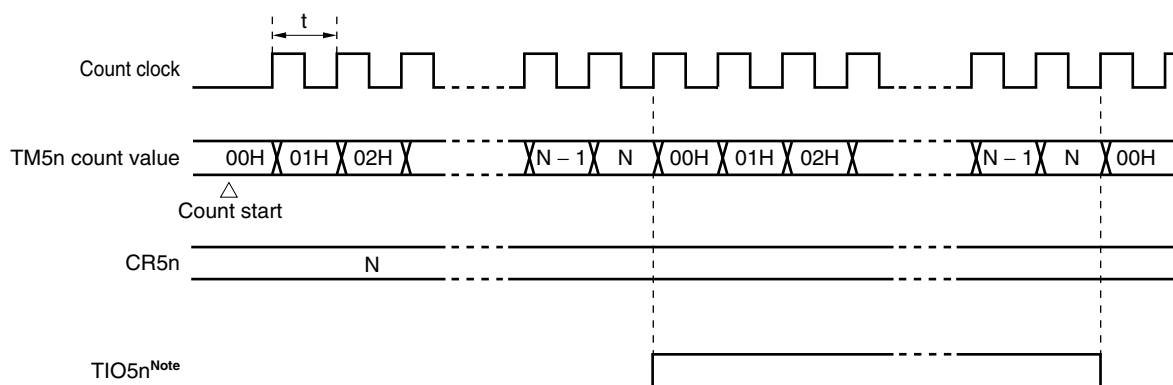 t
Count clock
TM5n count value 00H 01H 02H N − 1 N 00H 01H 02H N − 1 N 00H
Count start
CR5n N
TIO5nNote